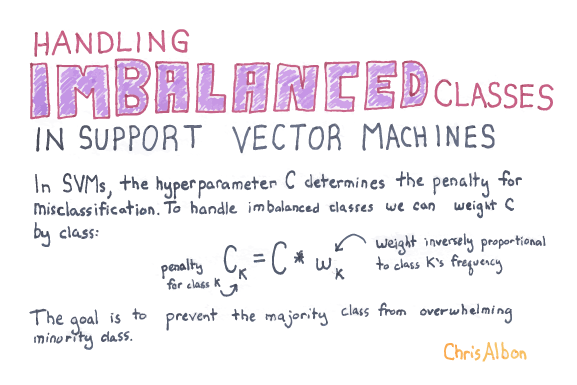 HANDLING
IMBALANCED CLASSES
IN SUPPORT VECTOR MACHINES
In SVMs, the hyperparameter C determines the penalty for
misclassification. To handle imbalanced classes we can weight C
by class:
penalty
for class K
C_K = C * w_K
weight inversely proportional
to class K's frequency
The goal is to prevent the majority class from overwhelming
minority class.
Chris Albon